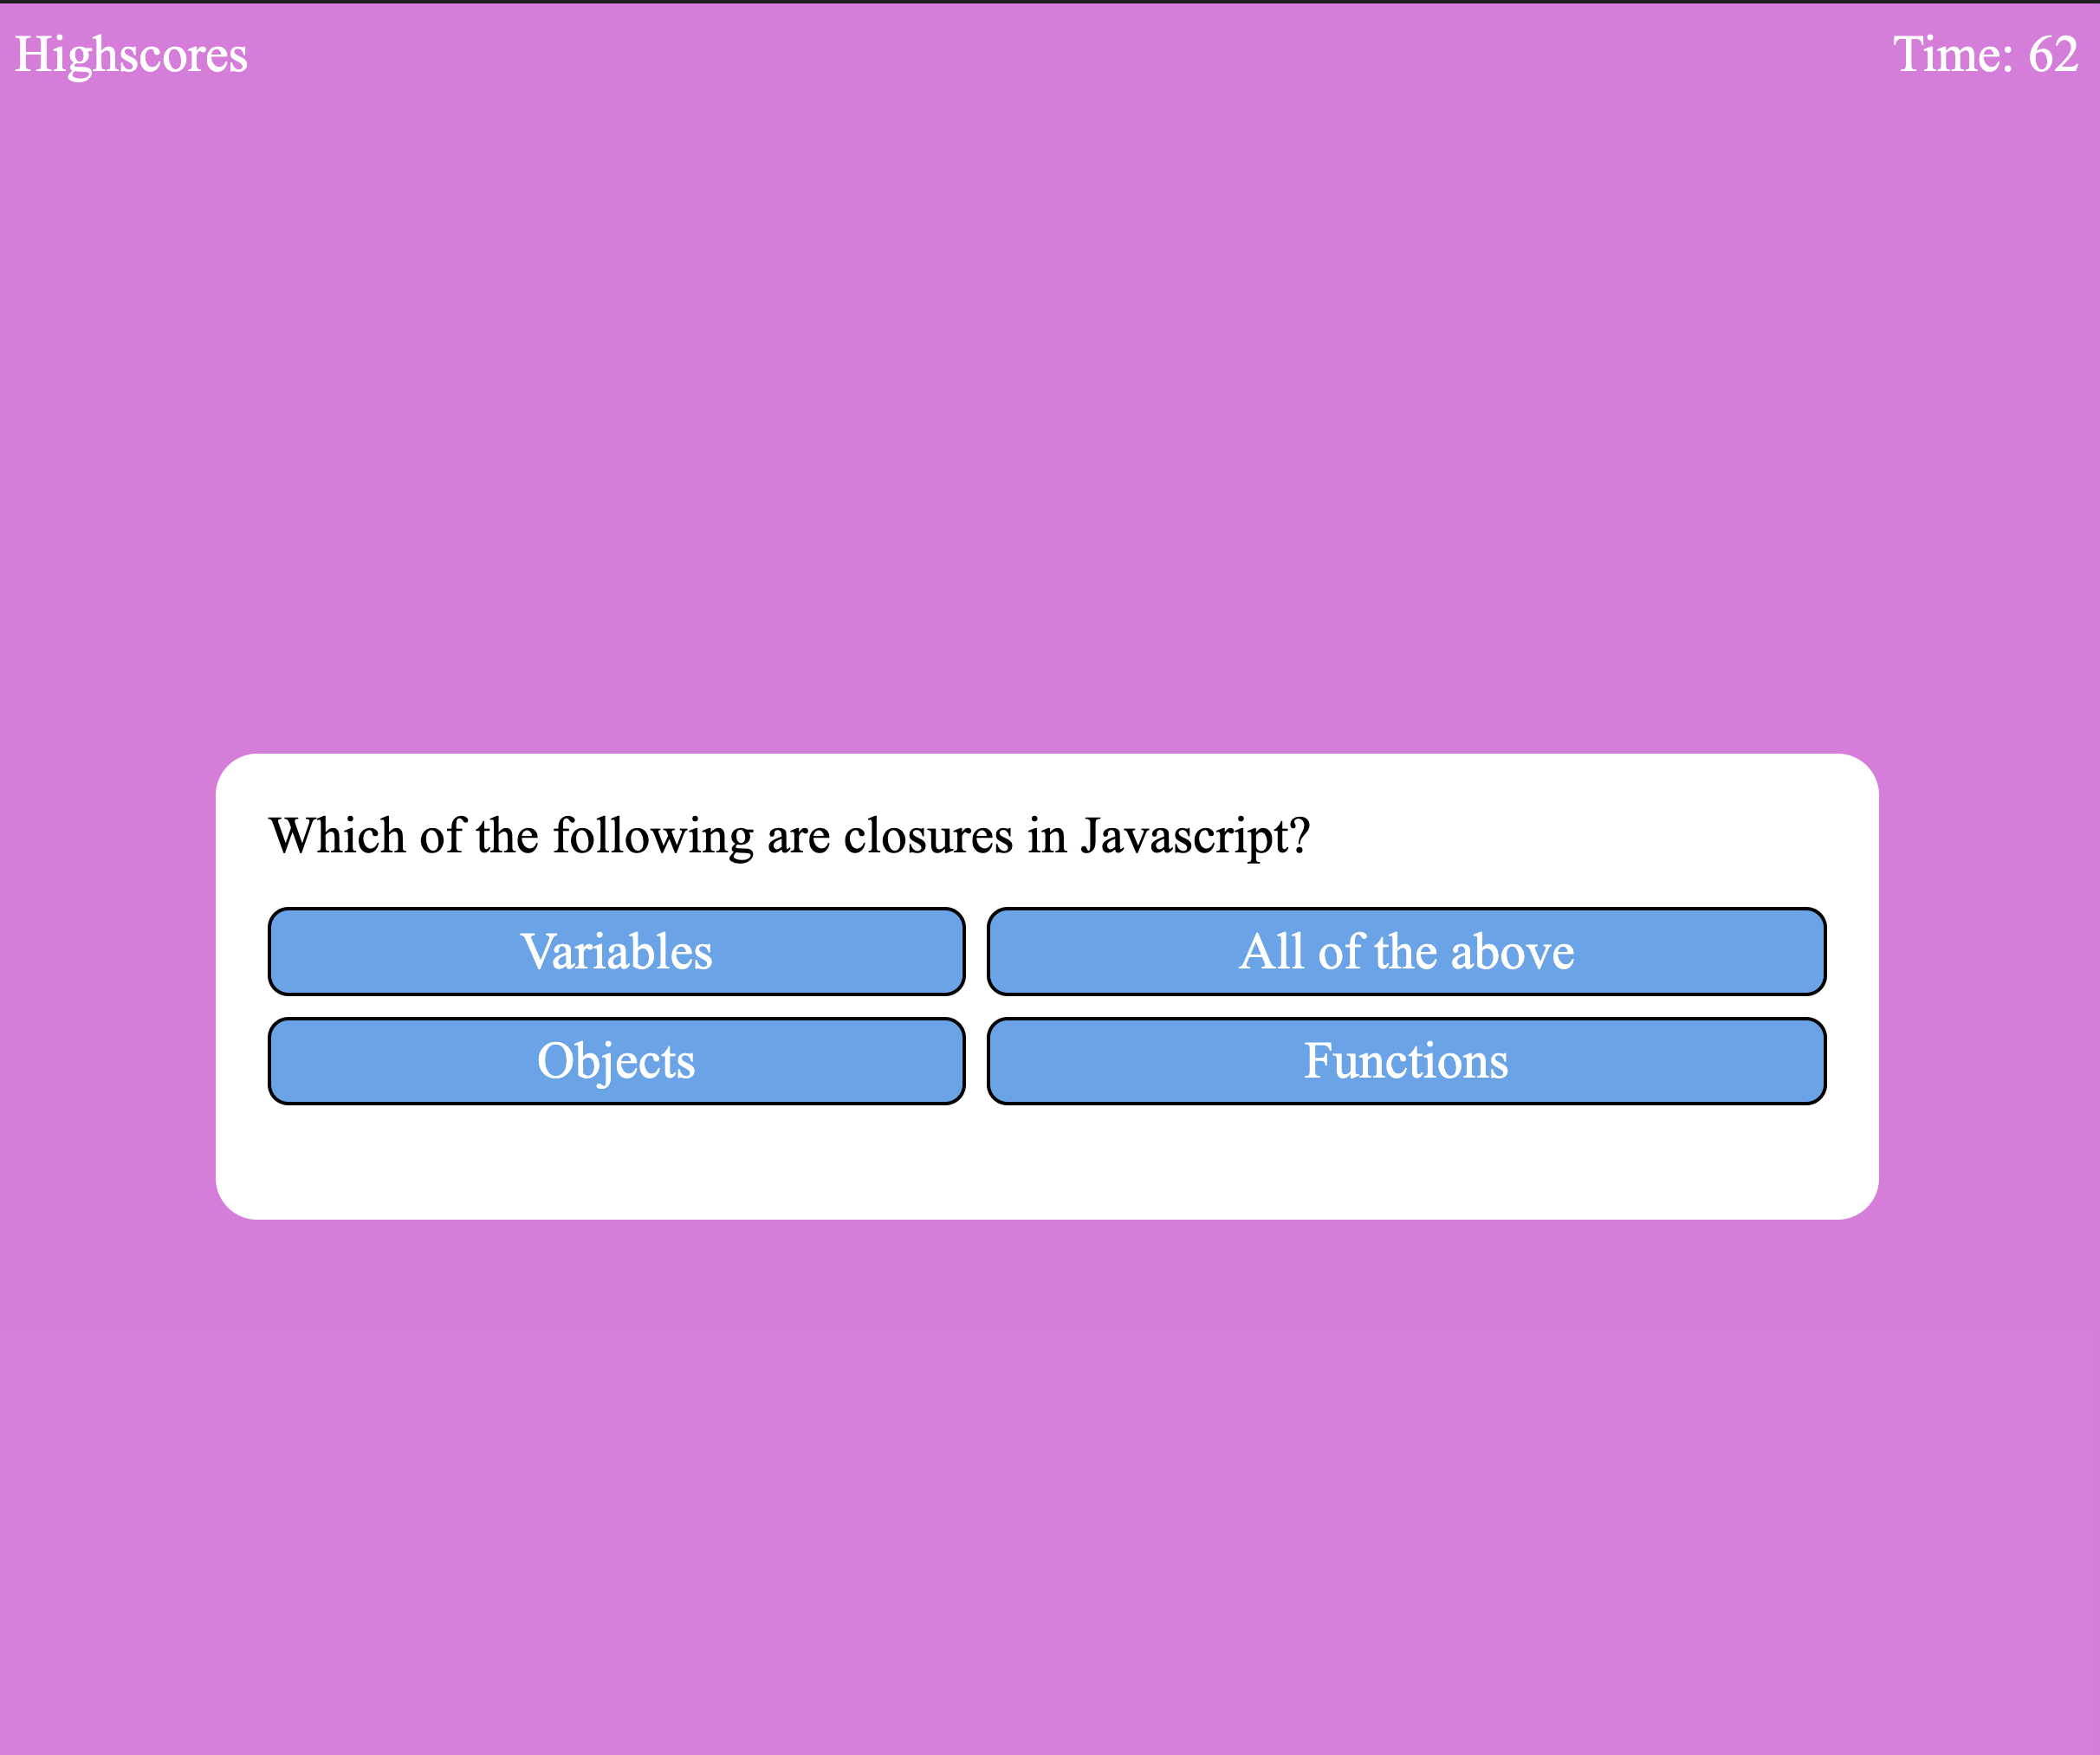 Highscores
Time: 62
Which of the following are closures in Javascript?
Variables
All of the above
Objects
Functions